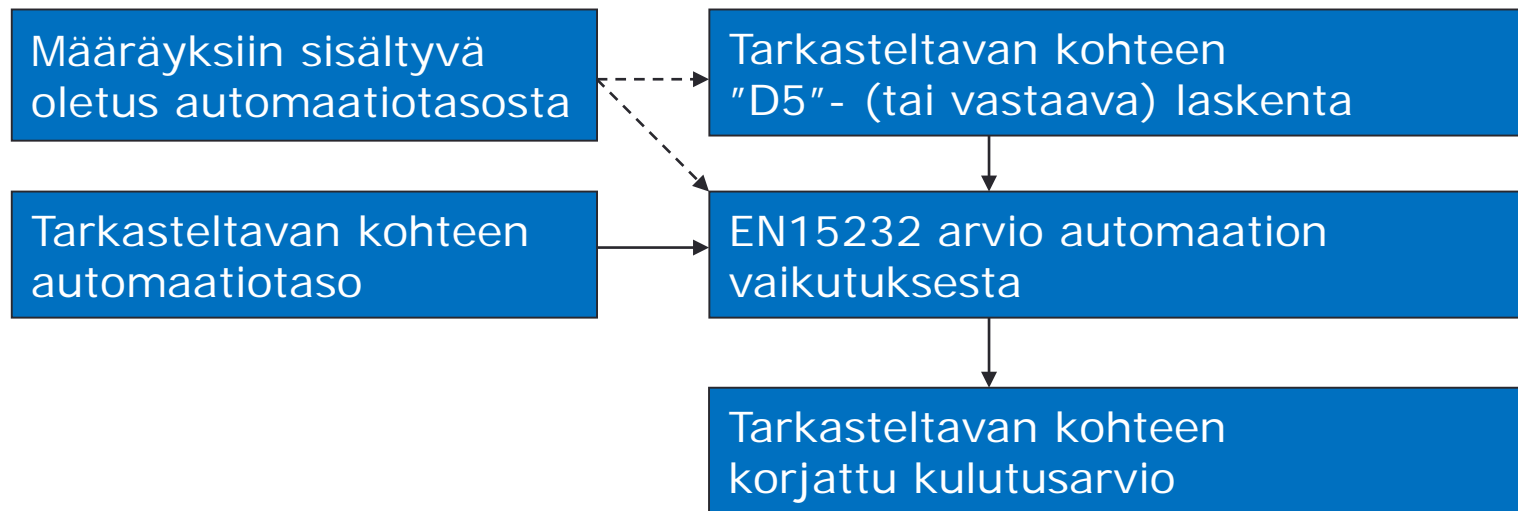 Määräyksiin sisältyvä
oletus automaatiotasosta
Tarkasteltavan kohteen
"D5"- (tai vastaava) laskenta
Tarkasteltavan kohteen
automaatiotaso
EN15232 arvio automaation
vaikutuksesta
Tarkasteltavan kohteen
korjattu kulutusarvio